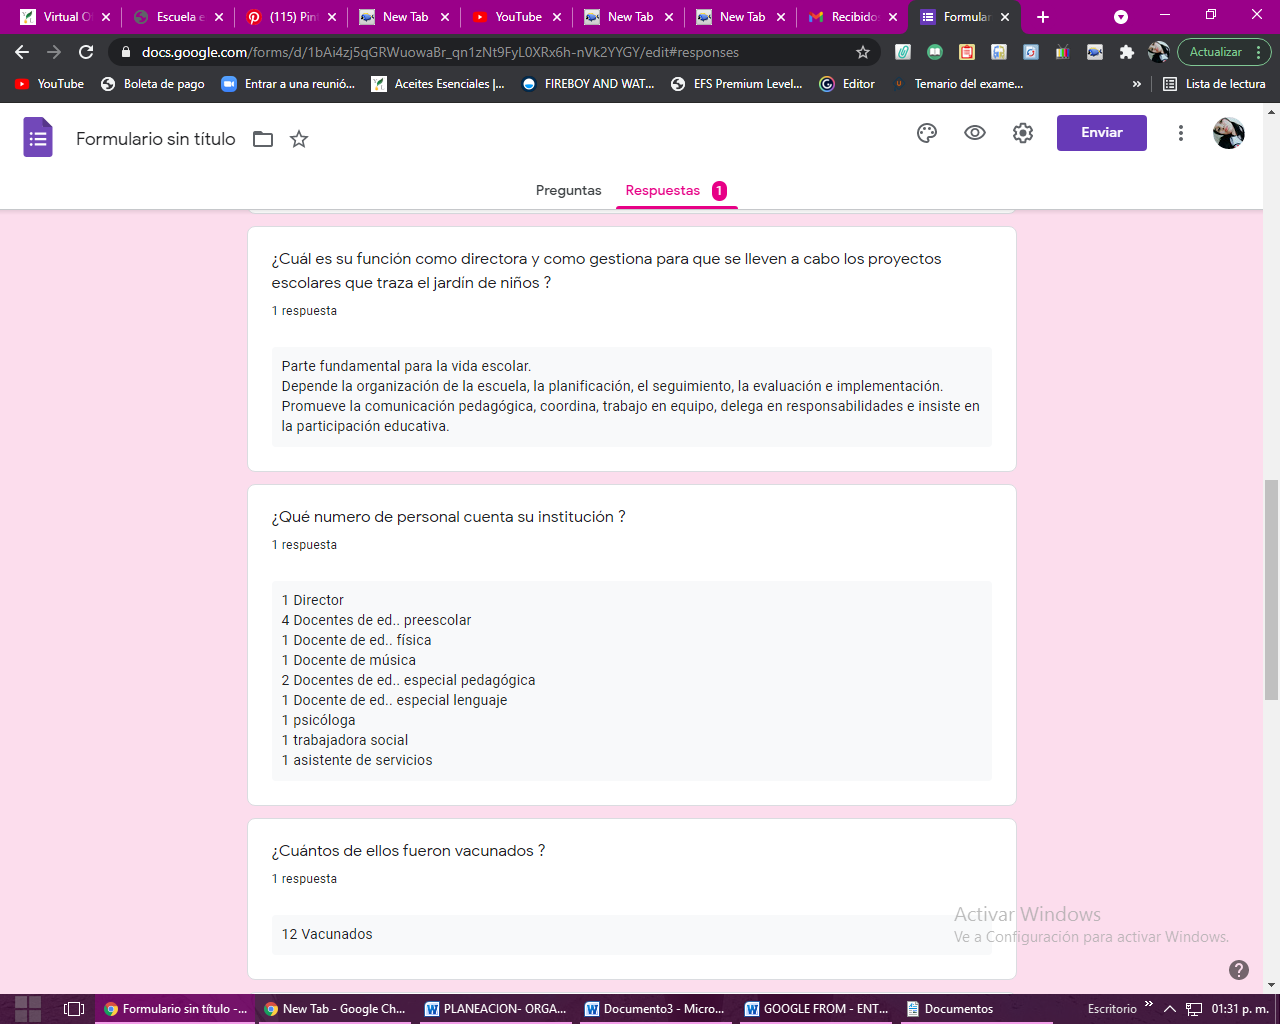 Virtual O
Escuela e
(115) Pin
New Tab
YouTube
New Tab
New Tab
Recibido
Formular
docs.google.com/forms/d/1bAi4zj5qGRWuowaBr_qn1zNt9FyL0XRx6h-nVk2YYGY/edit#responses
Actualizar
YouTube
Boleta de pago
Entrar a una reunió...
Aceites Esenciales |...
FIREBOY AND WAT...
EFS Premium Level...
Editor
Temario del exame...
»
Lista de lectura
Formulario sin título
Enviar
Preguntas
Respuestas 1
¿Cuál es su función como directora y como gestiona para que se lleven a cabo los proyectos
escolares que traza el jardín de niños ?
1 respuesta
Parte fundamental para la vida escolar.
Depende la organización de la escuela, la planificación, el seguimiento, la evaluación e implementación.
Promueve la comunicación pedagógica, coordina, trabajo en equipo, delega en responsabilidades e insiste en
la participación educativa.
¿Qué numero de personal cuenta su institución ?
1 respuesta
1 Director
4 Docentes de ed.. preescolar
1 Docente de ed.. física
1 Docente de música
2 Docentes de ed.. especial pedagógica
1 Docente de ed.. especial lenguaje
1 psicóloga
1 trabajadora social
1 asistente de servicios
¿Cuántos de ellos fueron vacunados ?
1 respuesta
12 Vacunados
Activar Windows
Ve a Configuración para activar Windows.
Formulario sin título -...
New Tab - Google Ch...
PLANEACION- ORGA...
Documento3 - Micro...
GOOGLE FROM - ENT...
Documentos
Escritorio
»
01:31 p. m.